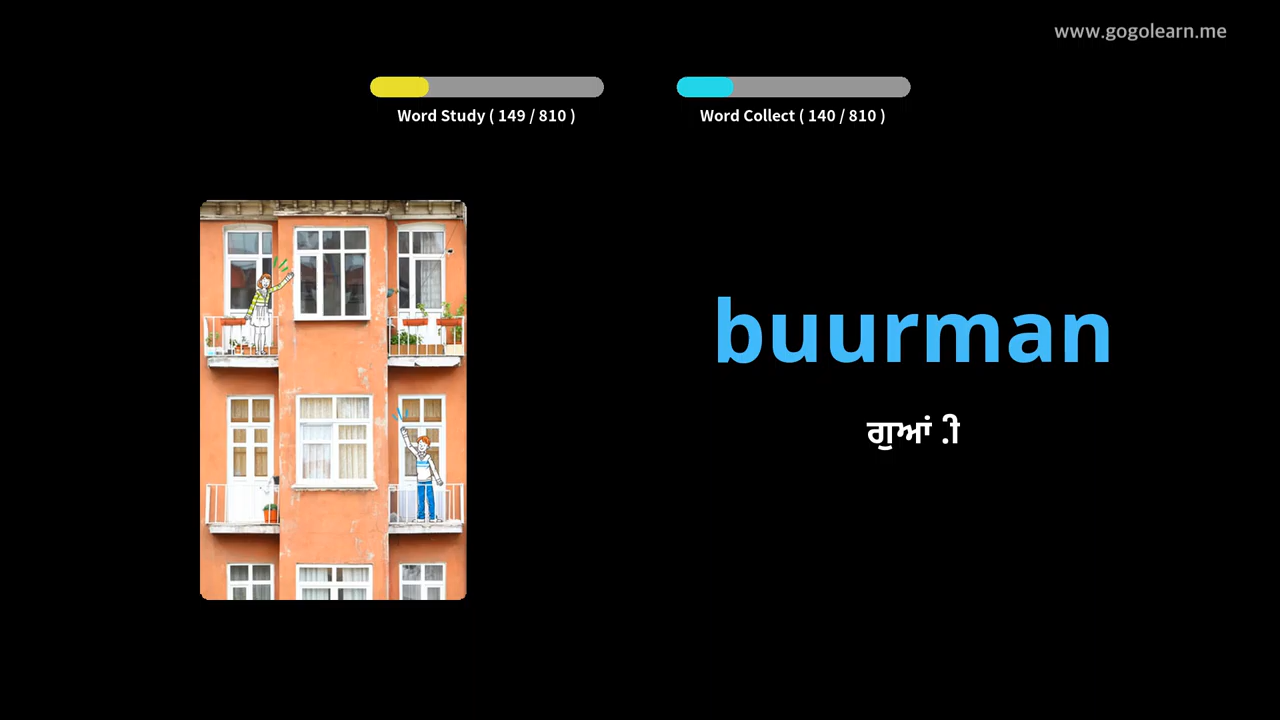 www.gogolearn.me
Word Study ( 149 / 810 )
Word Collect ( 140 / 810 )
buurman
ਗੁਆਂ .ੀ